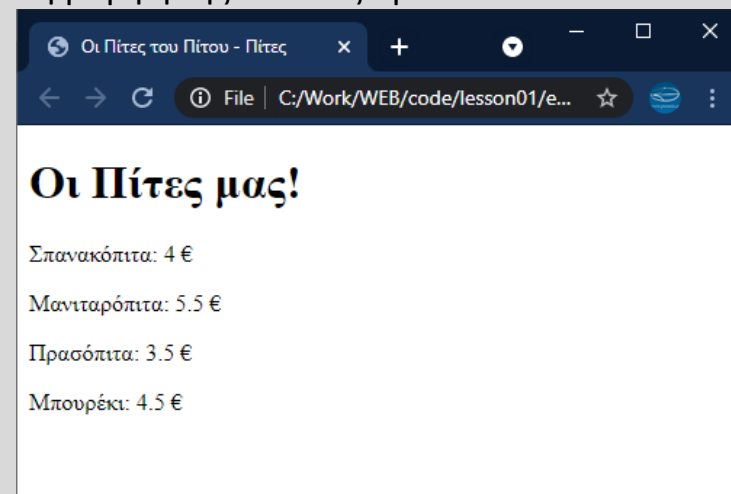 Οι Πίτες του Πίτου - Πίτες
File | C:/Work/WEB/code/lesson01/e...
Οι Πίτες μας!
Σπανακόπιτα: 4 €
Μανιταρόπιτα: 5.5 €
Πρασόπιτα: 3.5 €
Μπουρέκι: 4.5 €